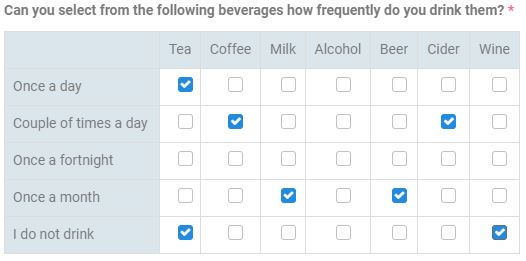 Can you select from the following beverages how frequently do you drink them? *
Tea Coffee Milk Alcohol Beer Cider Wine
Once a day
Couple of times a day
Once a fortnight
Once a month
I do not drink